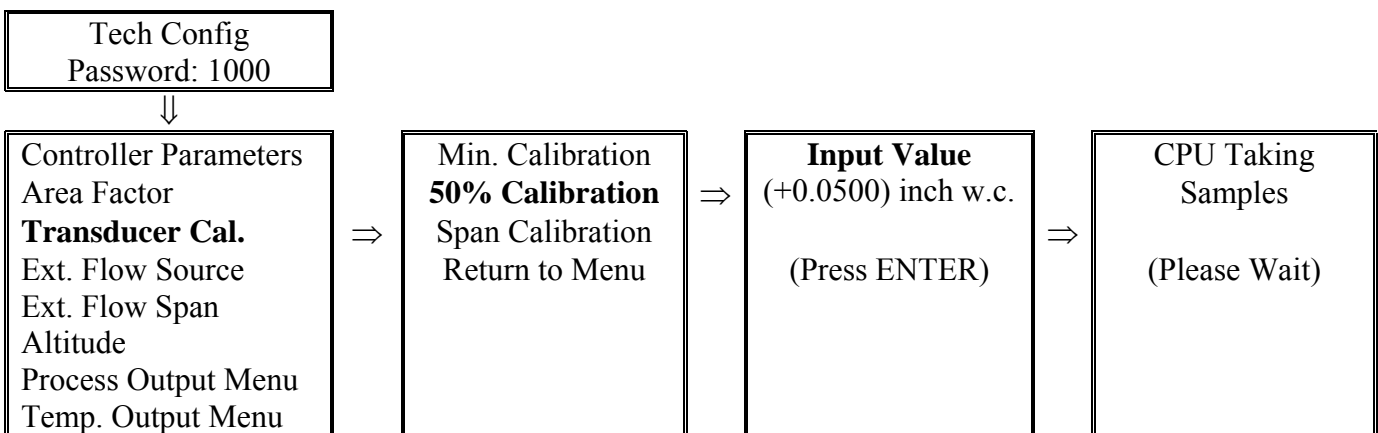 Tech Config
Password: 1000
⇓
Controller Parameters
Area Factor
Transducer Cal.
Ext. Flow Source
Ext. Flow Span
Altitude
Process Output Menu
Temp. Output Menu
⇒
Min. Calibration
50% Calibration
Span Calibration
Return to Menu
⇒
Input Value
(+0.0500) inch w.c.
(Press ENTER)
⇒
CPU Taking
Samples
(Please Wait)